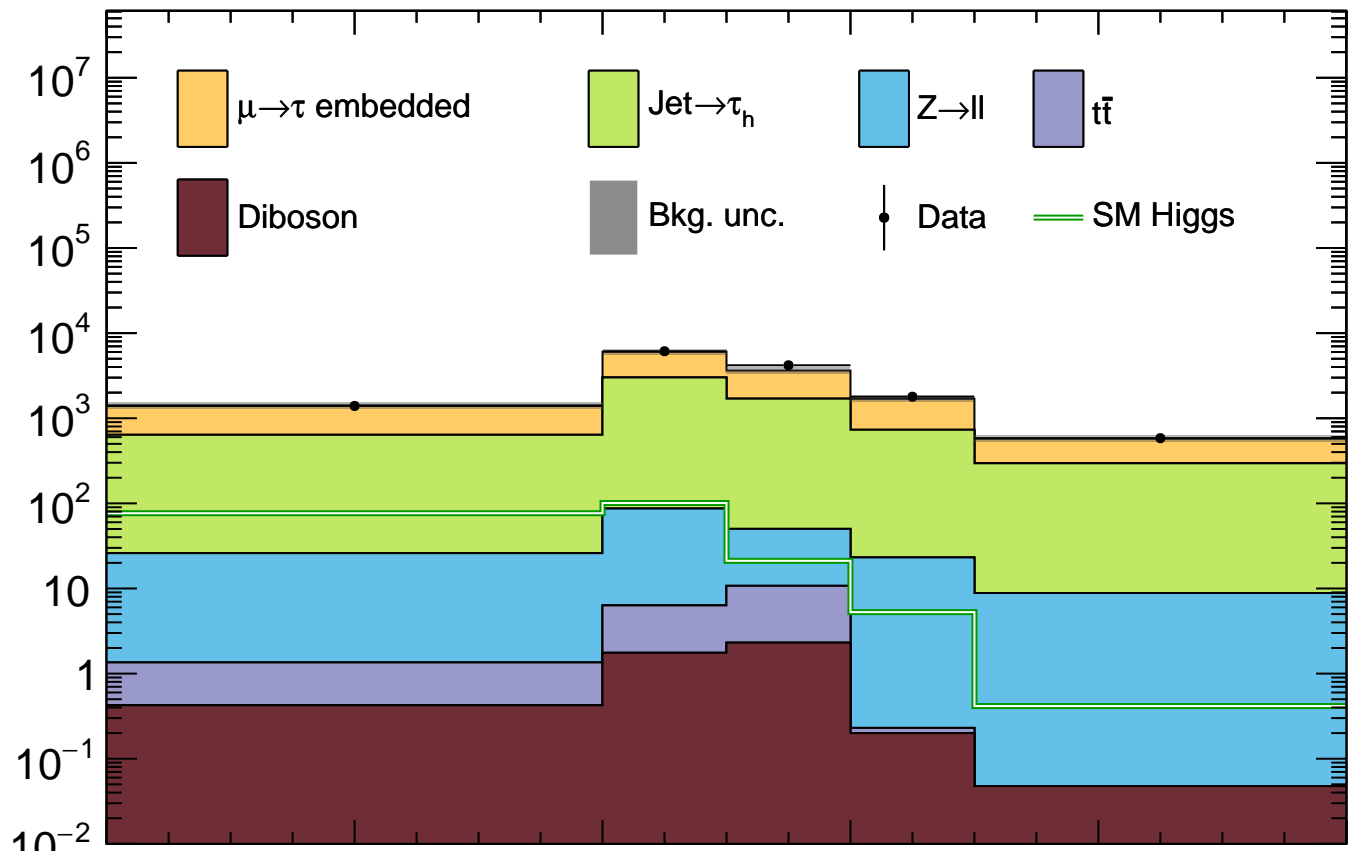 10⁷
μ→τ embedded
Jet→τₕ
Z→ll
tt̄
10⁶
Diboson
Bkg. unc.
Data
SM Higgs
10⁵
10⁴
10³
10²
10
1
10⁻¹
10⁻²